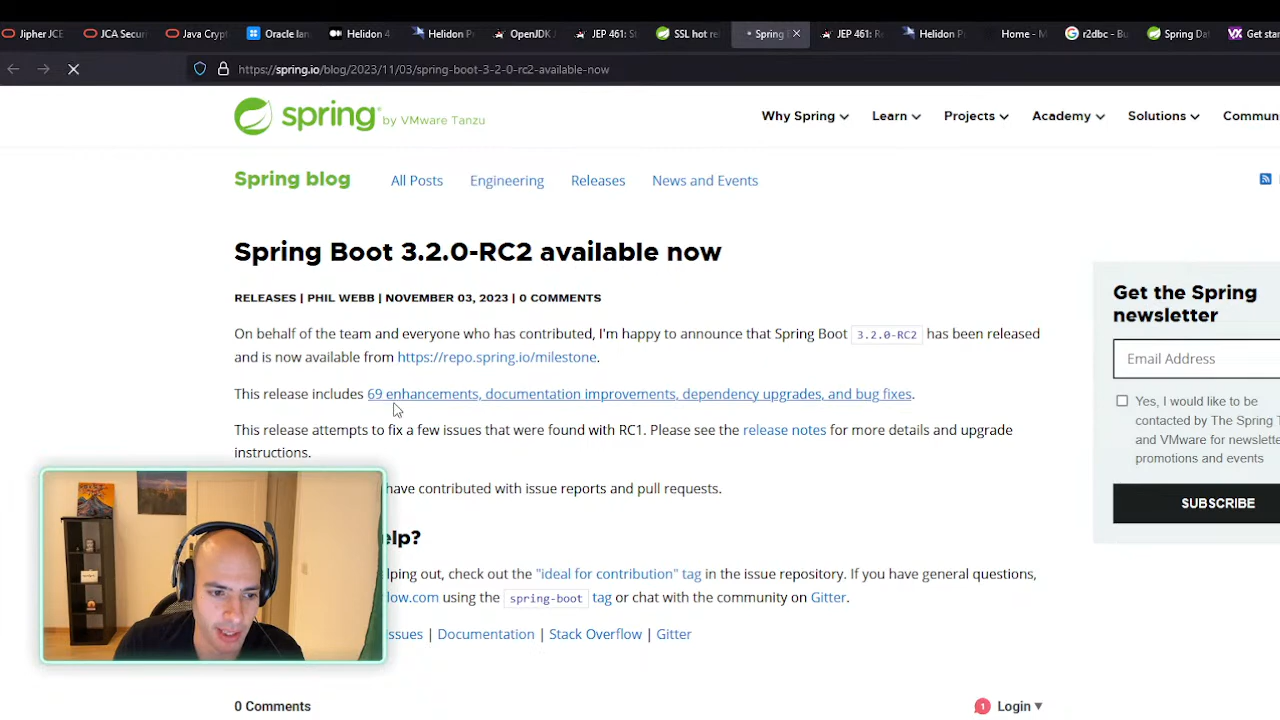 Jipher JCE
JCA Securi
Java Crypt
Oracle lan
Helidon 4
Helidon Pr
OpenJDK
JEP 461: S
SSL hot re
Spring
JEP 461: R
Helidon Pr
Home - M
r2dbc - Bu
Spring Da
Get sta
https://spring.io/blog/2023/11/03/spring-boot-3-2-0-rc2-available-now
spring by VMware Tanzu
Why Spring
Learn
Projects
Academy
Solutions
Commun
Spring blog
All Posts
Engineering
Releases
News and Events
Spring Boot 3.2.0-RC2 available now
RELEASES | PHIL WEBB | NOVEMBER 03, 2023 | 0 COMMENTS
On behalf of the team and everyone who has contributed, I'm happy to announce that Spring Boot 3.2.0-RC2 has been released
and is now available from https://repo.spring.io/milestone.
This release includes 69 enhancements, documentation improvements, dependency upgrades, and bug fixes.
This release attempts to fix a few issues that were found with RC1. Please see the release notes for more details and upgrade
instructions.
have contributed with issue reports and pull requests.
elp?
lping out, check out the "ideal for contribution" tag in the issue repository. If you have general questions,
low.com using the spring-boot tag or chat with the community on Gitter.
ssues | Documentation | Stack Overflow | Gitter
0 Comments
1 Login
Get the Spring
newsletter
Email Address
Yes, I would like to be
contacted by The Spring T
and VMware for newslette
promotions and events
SUBSCRIBE